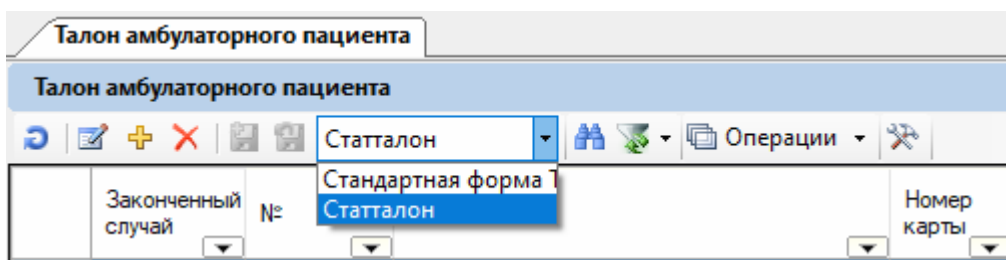 Талон амбулаторного пациента
Талон амбулаторного пациента
Статталон
Операции
Стандартная форма Т
Статталон
Законченный случай
№
Номер карты